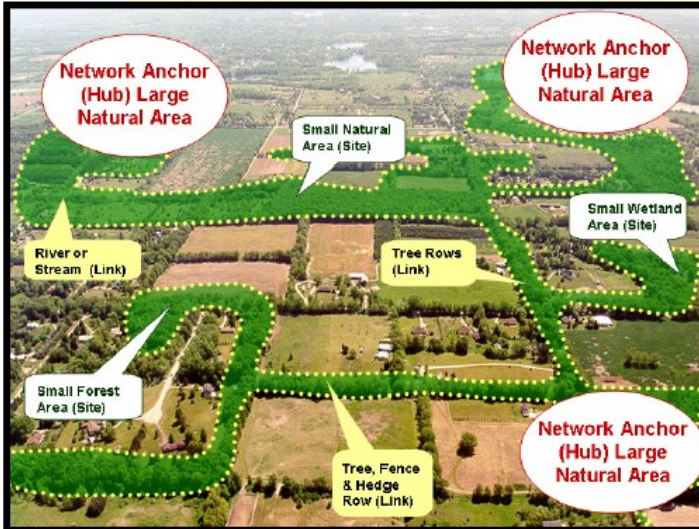 Network Anchor
(Hub) Large
Natural Area
Network Anchor
(Hub) Large
Natural Area
Small Natural
Area (Site)
Small Wetland
Area (Site)
River or
Stream (Link)
Tree Rows
(Link)
Small Forest
Area (Site)
Tree, Fence
& Hedge
Row (Link)
Network Anchor
(Hub) Large
Natural Area